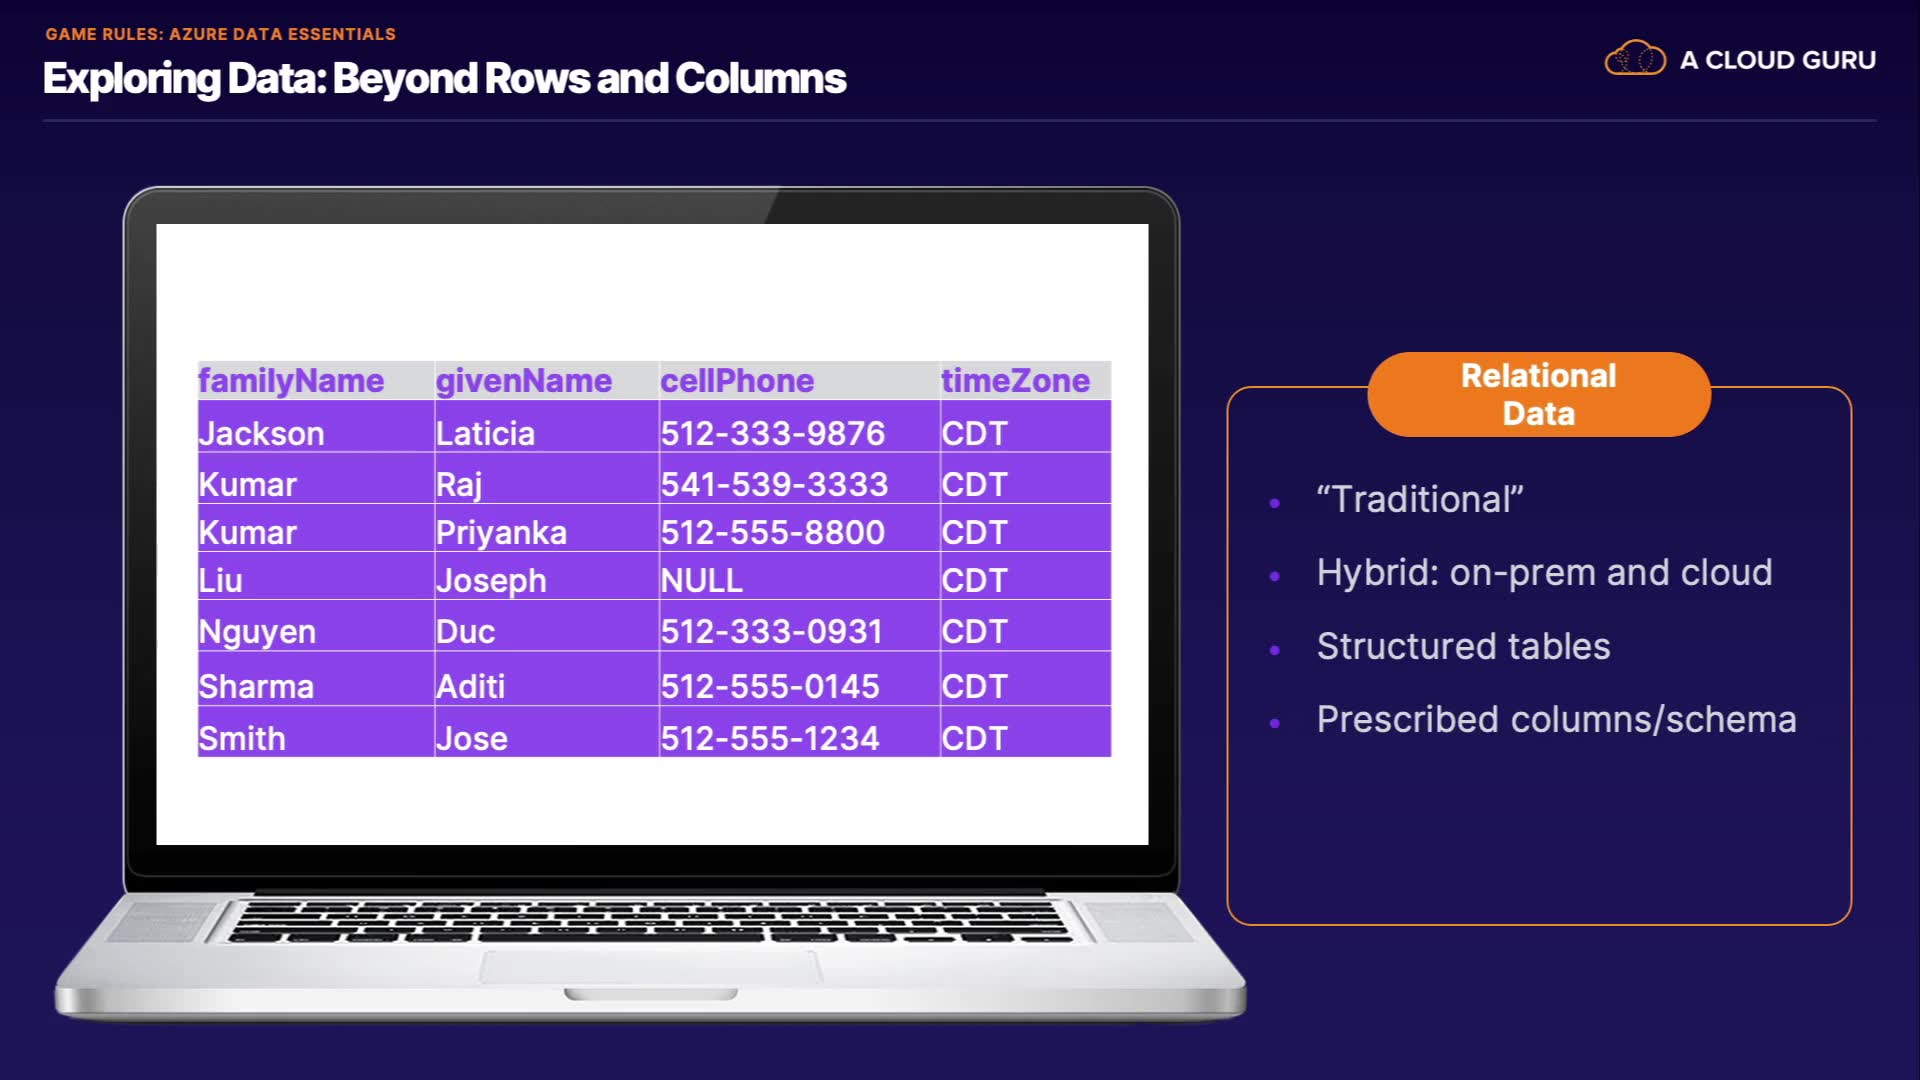 GAME RULES: AZURE DATA ESSENTIALS
Exploring Data: Beyond Rows and Columns
A CLOUD GURU
familyName givenName cellPhone timeZone
Jackson Laticia 512-333-9876 CDT
Kumar Raj 541-539-3333 CDT
Kumar Priyanka 512-555-8800 CDT
Liu Joseph NULL CDT
Nguyen Duc 512-333-0931 CDT
Sharma Aditi 512-555-0145 CDT
Smith Jose 512-555-1234 CDT
Relational
Data
• “Traditional”
• Hybrid: on-prem and cloud
• Structured tables
• Prescribed columns/schema